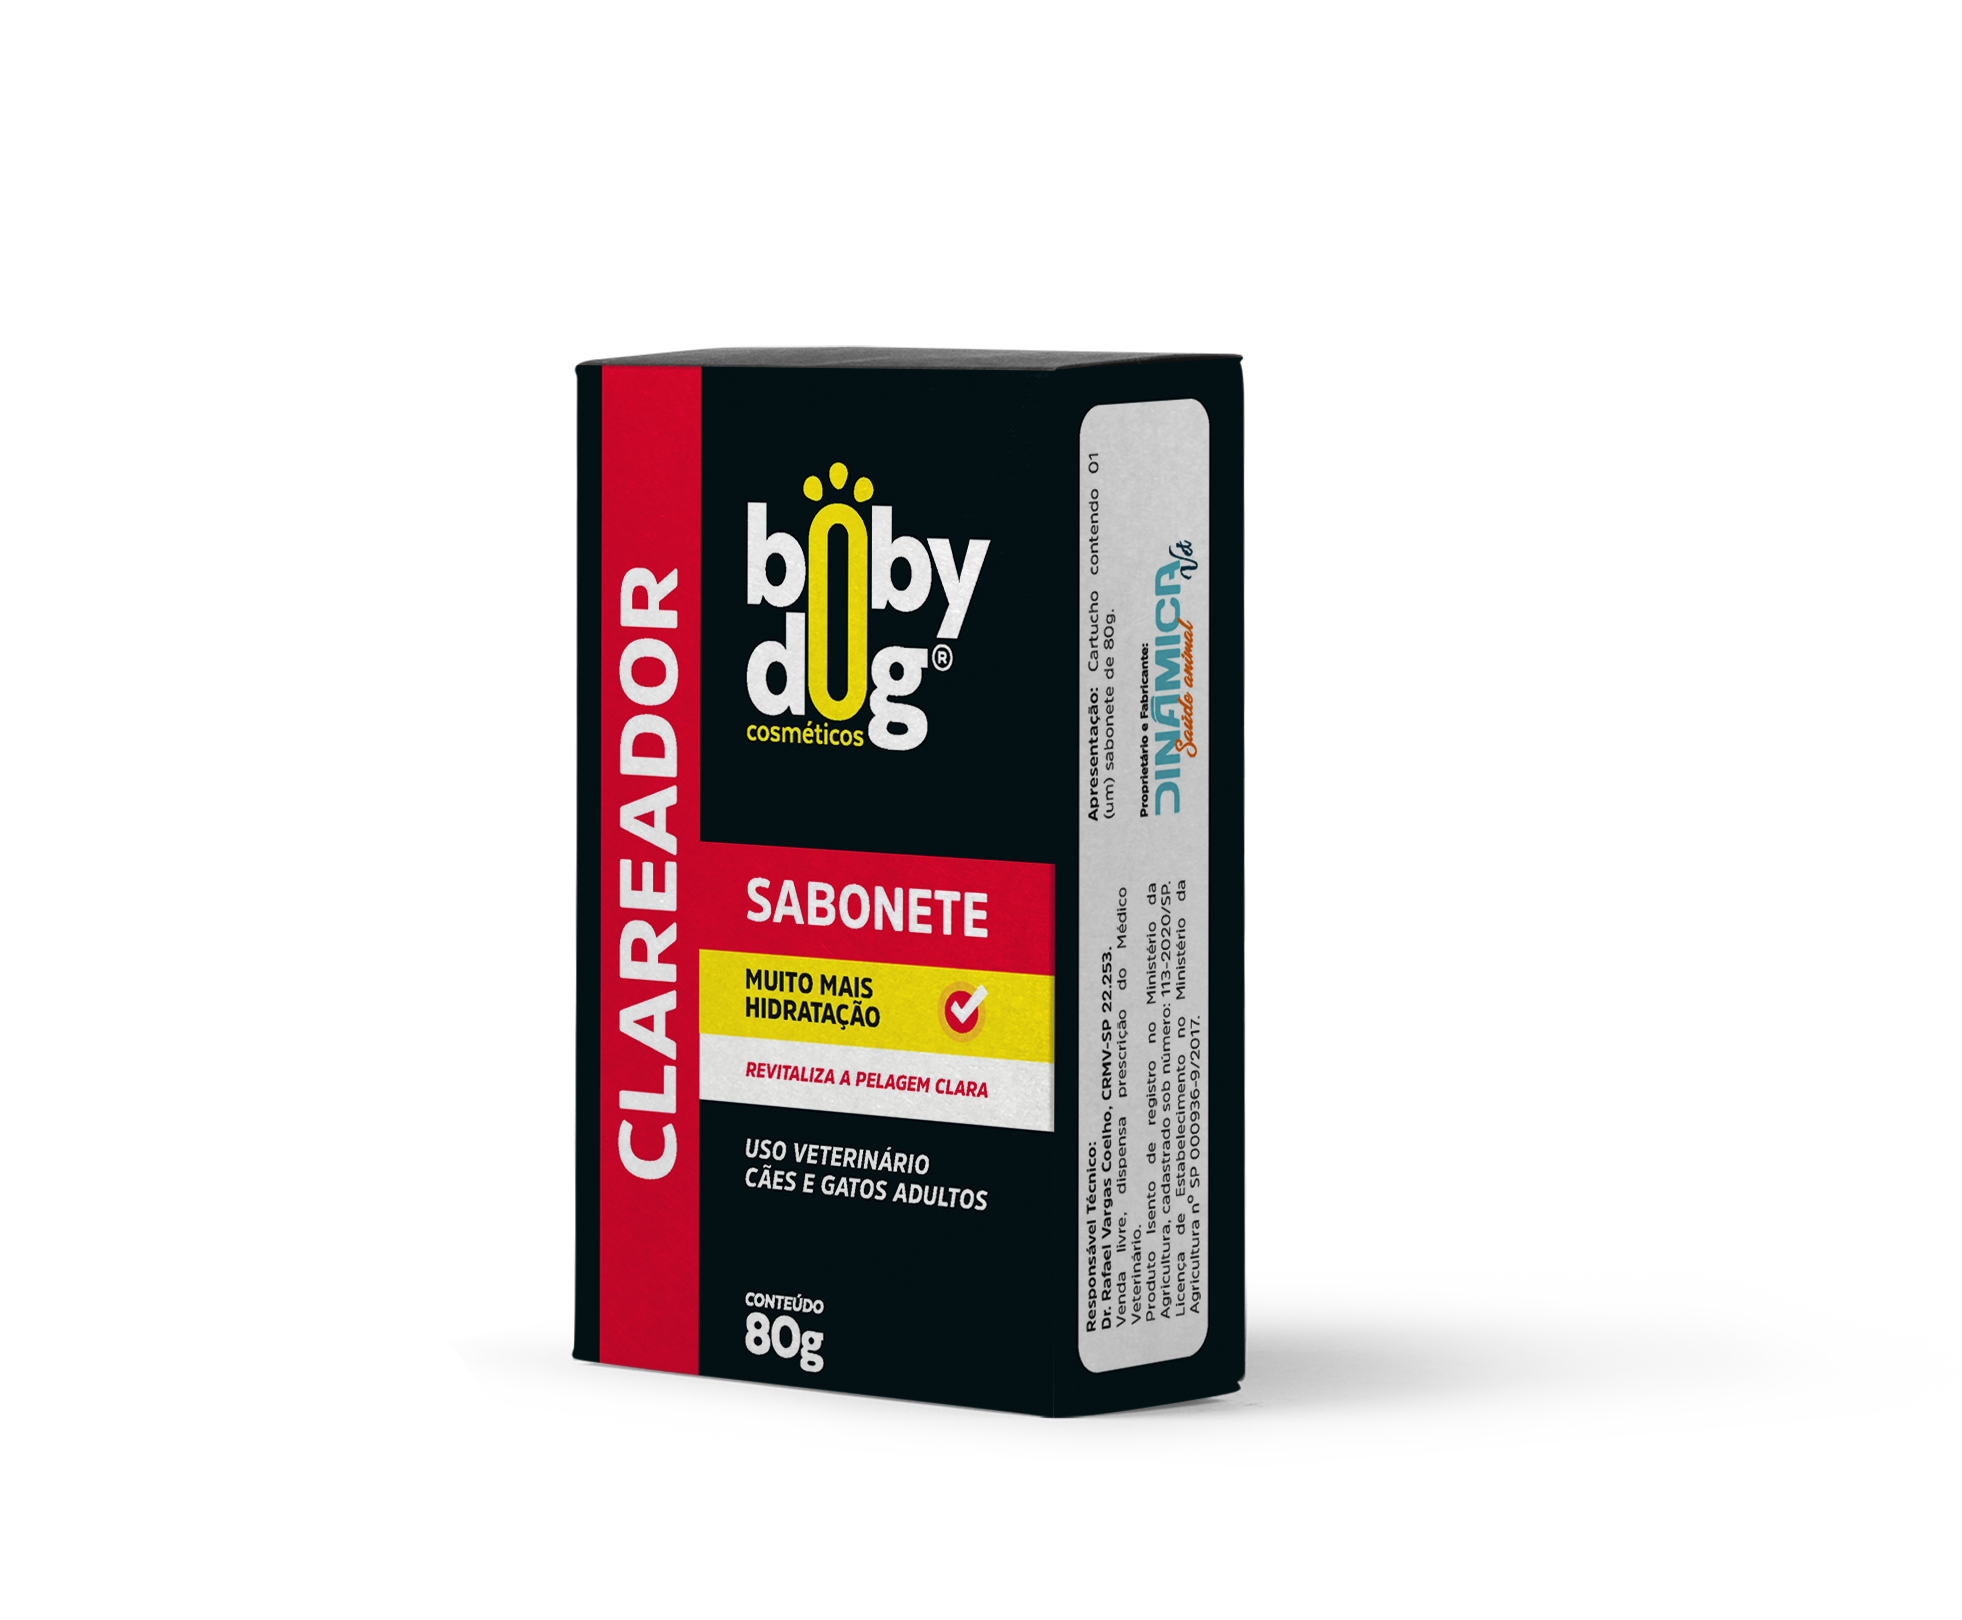 CLAREADOR
boby
dog®
cosméticos
SABONETE
MUITO MAIS
HIDRATAÇÃO
REVITALIZA A PELAGEM CLARA
USO VETERINÁRIO
CÃES E GATOS ADULTOS
CONTEÚDO
80g
Apresentação: Cartucho contendo 01
(um) sabonete de 80g.
Proprietário e Fabricante:
DINÂMICA
Vet
Saúde animal
Responsável Técnico:
Dr. Rafael Vargas Coelho, CRMV-SP 22.253.
Venda livre, dispensa prescrição do Médico
Veterinário.
Produto Isento de registro no Ministério da
Agricultura, cadastrado sob número: 113-2020/SP.
Licença de Estabelecimento no Ministério da
Agricultura nº SP 000936-9/2017.